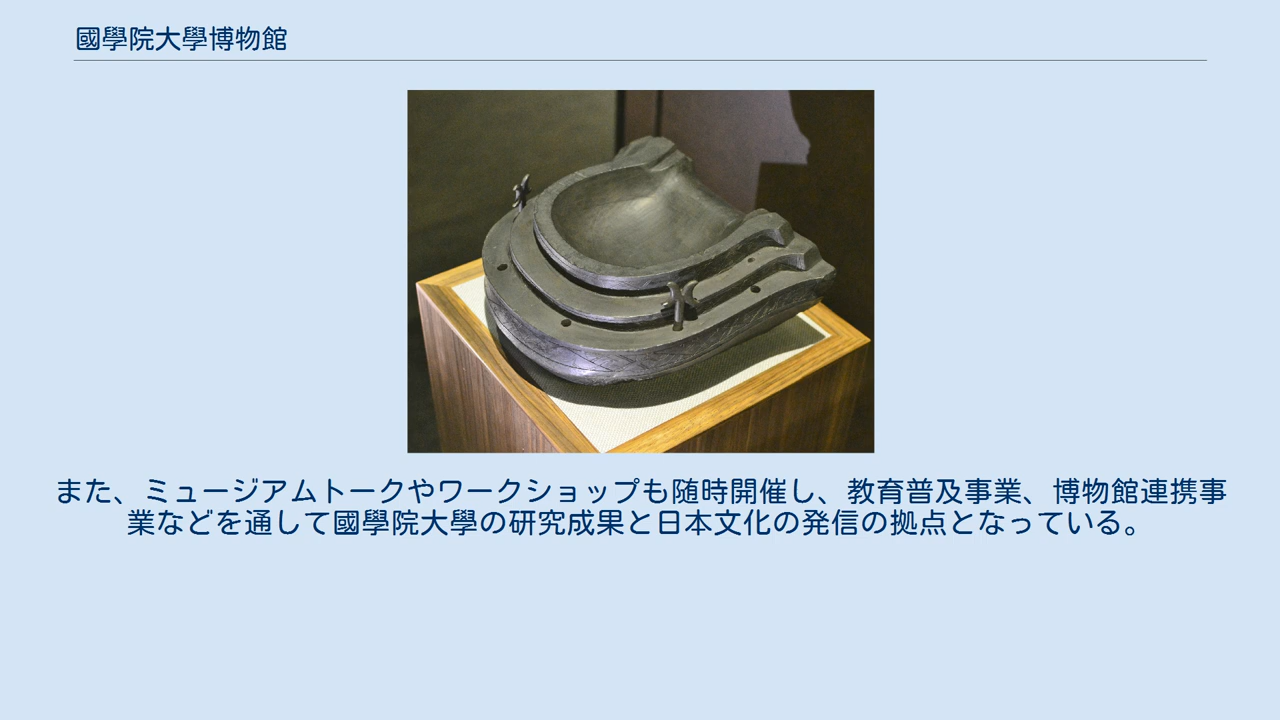 國學院大學博物館
また、ミュージアムトークやワークショップも随時開催し、教育普及事業、博物館連携事
業などを通して國學院大學の研究成果と日本文化の発信の拠点となっている。